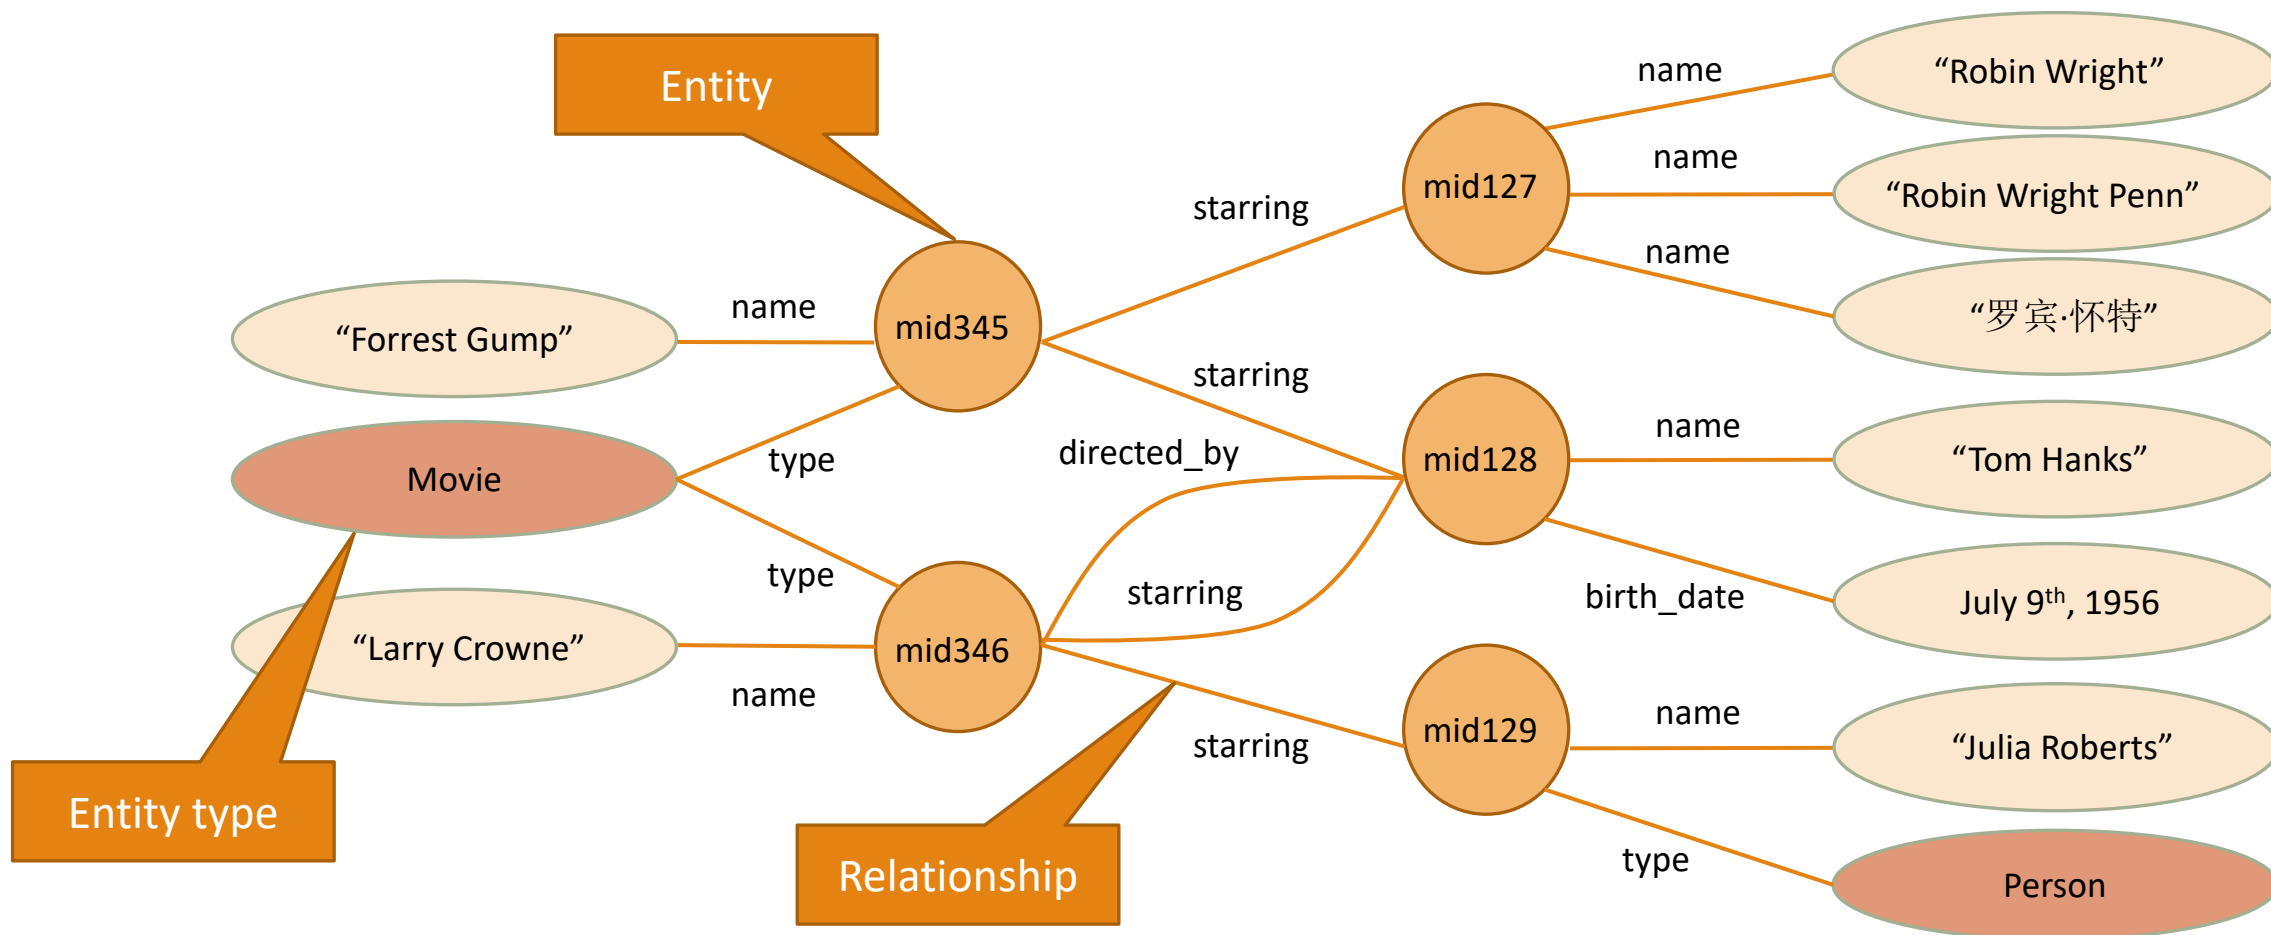 Entity
name
“Robin Wright”
name
“Robin Wright Penn”
mid127
starring
name
“罗宾·怀特”
name
“Forrest Gump”
mid345
starring
name
“Tom Hanks”
directed_by
mid128
Movie
type
type
starring
birth_date
July 9th, 1956
“Larry Crowne”
mid346
name
starring
mid129
name
“Julia Roberts”
Entity type
Relationship
type
Person